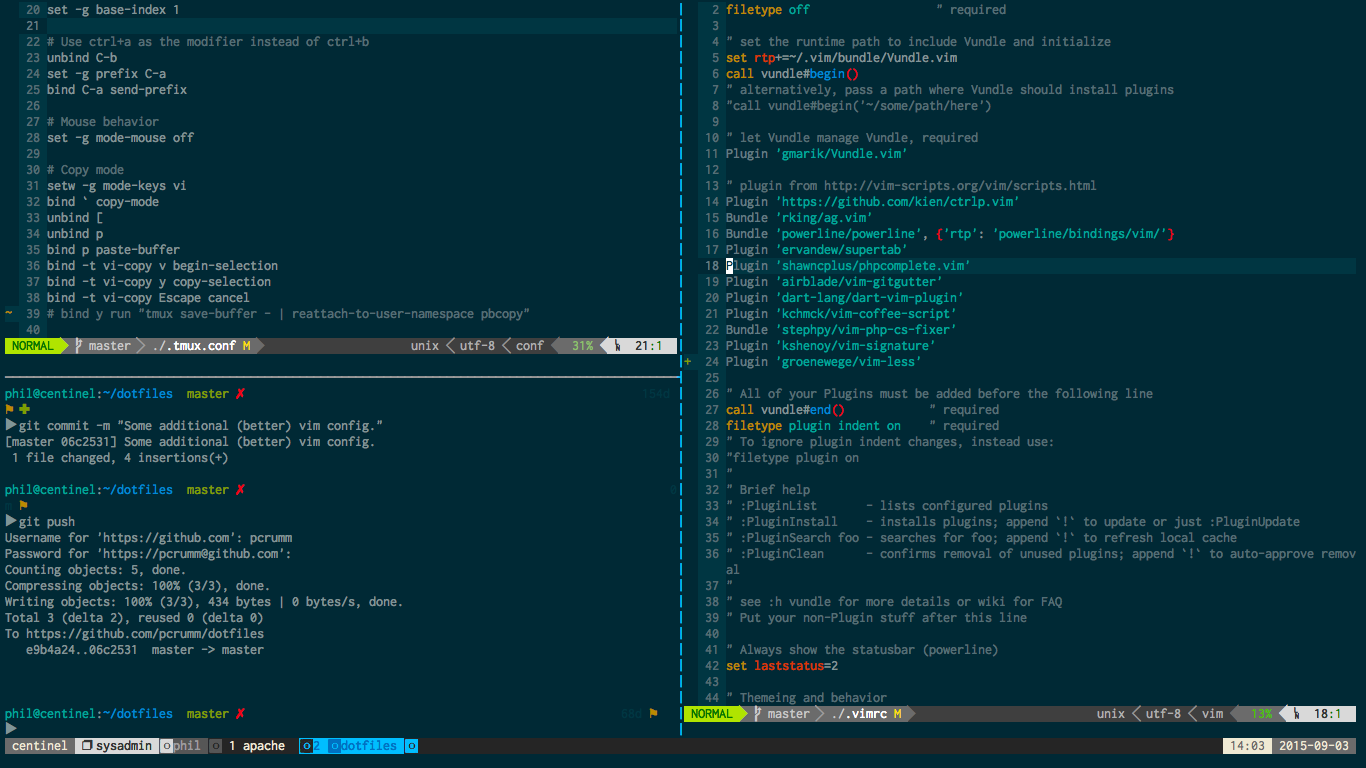 20 set -g base-index 1
21
22 # Use ctrl+a as the modifier instead of ctrl+b
23 unbind C-b
24 set -g prefix C-a
25 bind C-a send-prefix
26
27 # Mouse behavior
28 set -g mode-mouse off
29
30 # Copy mode
31 setw -g mode-keys vi
32 bind ` copy-mode
33 unbind [
34 unbind p
35 bind p paste-buffer
36 bind -t vi-copy v begin-selection
37 bind -t vi-copy y copy-selection
38 bind -t vi-copy Escape cancel
~ 39 # bind y run "tmux save-buffer - | reattach-to-user-namespace pbcopy"
40
NORMAL master ./.tmux.conf M unix utf-8 conf 31% 21:1
phil@centinel:~/dotfiles master ✗ 154d
git commit -m "Some additional (better) vim config."
[master 06c2531] Some additional (better) vim config.
1 file changed, 4 insertions(+)
phil@centinel:~/dotfiles master ✗
git push
Username for 'https://github.com': pcrumm
Password for 'https://pcrumm@github.com':
Counting objects: 5, done.
Compressing objects: 100% (3/3), done.
Writing objects: 100% (3/3), 434 bytes | 0 bytes/s, done.
Total 3 (delta 2), reused 0 (delta 0)
To https://github.com/pcrumm/dotfiles
e9b4a24..06c2531 master -> master
phil@centinel:~/dotfiles master ✗
2 filetype off " required
3
4 " set the runtime path to include Vundle and initialize
5 set rtp+=~/.vim/bundle/Vundle.vim
6 call vundle#begin()
7 " alternatively, pass a path where Vundle should install plugins
8 "call vundle#begin('~/some/path/here')
9
10 " let Vundle manage Vundle, required
11 Plugin 'gmarik/Vundle.vim'
12
13 " plugin from http://vim-scripts.org/vim/scripts.html
14 Plugin 'https://github.com/kien/ctrlp.vim'
15 Bundle 'rking/ag.vim'
16 Bundle 'powerline/powerline', {'rtp': 'powerline/bindings/vim/'}
17 Plugin 'ervandew/supertab'
18 Plugin 'shawncplus/phpcomplete.vim'
19 Plugin 'airblade/vim-gitgutter'
20 Plugin 'dart-lang/dart-vim-plugin'
21 Plugin 'kchmck/vim-coffee-script'
22 Bundle 'stephpy/vim-php-cs-fixer'
23 Plugin 'kshenoy/vim-signature'
+ 24 Plugin 'groenewege/vim-less'
25
26 " All of your Plugins must be added before the following line
27 call vundle#end() " required
28 filetype plugin indent on " required
29 " To ignore plugin indent changes, instead use:
30 "filetype plugin on
31 "
32 " Brief help
33 " :PluginList - lists configured plugins
34 " :PluginInstall - installs plugins; append `!` to update or just :PluginUpdate
35 " :PluginSearch foo - searches for foo; append `!` to refresh local cache
36 " :PluginClean - confirms removal of unused plugins; append `!` to auto-approve remov
al
37 "
38 " see :h vundle for more details or wiki for FAQ
39 " Put your non-Plugin stuff after this line
40
41 " Always show the statusbar (powerline)
42 set laststatus=2
43
44 " Themeing and behavior
NORMAL master ./.vimrc M unix utf-8 vim 13% 18:1
centinel sysadmin phil 1 apache 2 dotfiles 14:03 2015-09-03